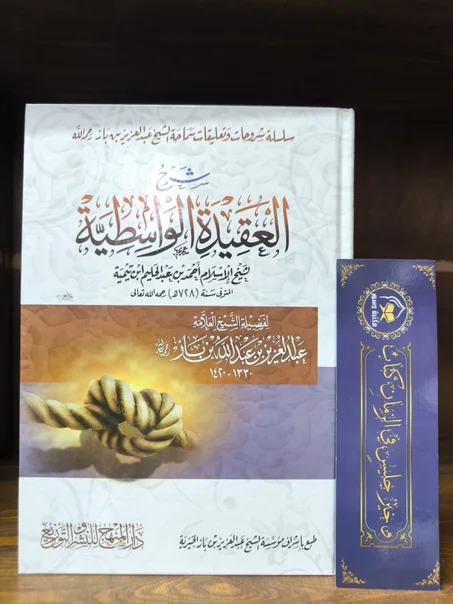 سلسلة شروحات وتعليقات سماحة الشيخ عبد العزيز بن باز رحمه الله
شرح
العقيدة الواسطية
لشيخ الإسلام أحمد بن عبد الحليم ابن تيمية
المتوفى سنة (٧٢٨هـ) رحمه الله تعالى
لفضيلة الشيخ العلامة
عبد العزيز بن عبد الله بن باز رحمه الله
١٣٣٠-١٤٢٠
دار المنهاج للنشر والتوزيع
طبع بإشراف مؤسسة الشيخ عبد العزيز بن باز الخيرية
و خير جليس في الزمان كتاب